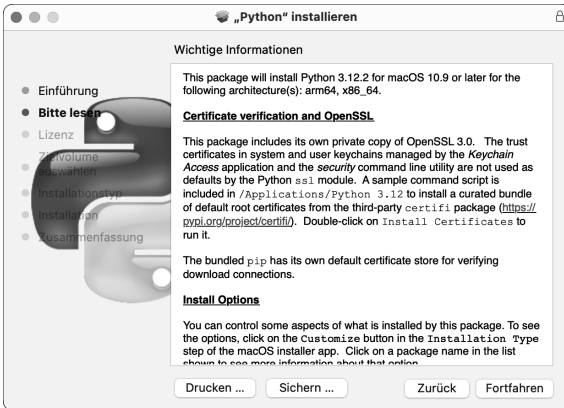 „Python“ installieren
Wichtige Informationen
Einführung
Bitte lesen
Lizenz
Zielvolume
auswählen
Installationstyp
Installation
Zusammenfassung
This package will install Python 3.12.2 for macOS 10.9 or later for the
following architecture(s): arm64, x86_64.
Certificate verification and OpenSSL
This package includes its own private copy of OpenSSL 3.0.   The trust
certificates in system and user keychains managed by the Keychain
Access application and the security command line utility are not used as
defaults by the Python ssl module.  A sample command script is
included in /Applications/Python 3.12 to install a curated bundle
of default root certificates from the third-party certifi package (https://
pypi.org/project/certifi/).  Double-click on Install Certificates to
run it.
The bundled pip has its own default certificate store for verifying
download connections.
Install Options
You can control some aspects of what is installed by this package. To see
the options, click on the Customize button in the Installation Type
step of the macOS installer app.  Click on a package name in the list
shown to see more information about that option
Drucken ...
Sichern ...
Zurück
Fortfahren